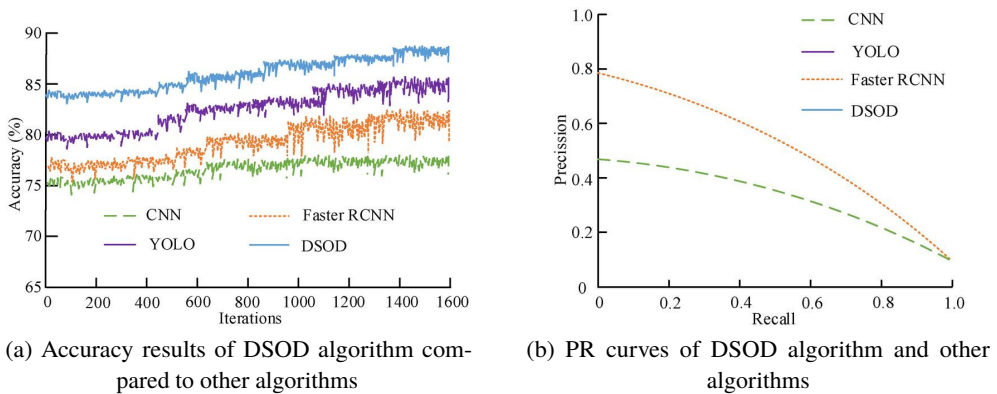 90
85
80
75
70
65
Accuracy (%)
CNN
Faster RCNN
YOLO
DSOD
0 200 400 600 800 1000 1200 1400 1600
Iterations
(a) Accuracy results of DSOD algorithm com-
pared to other algorithms
1.0
0.8
0.6
0.4
0.2
0
Precission
CNN
YOLO
Faster RCNN
DSOD
0 0.2 0.4 0.6 0.8 1.0
Recall
(b) PR curves of DSOD algorithm and other
algorithms